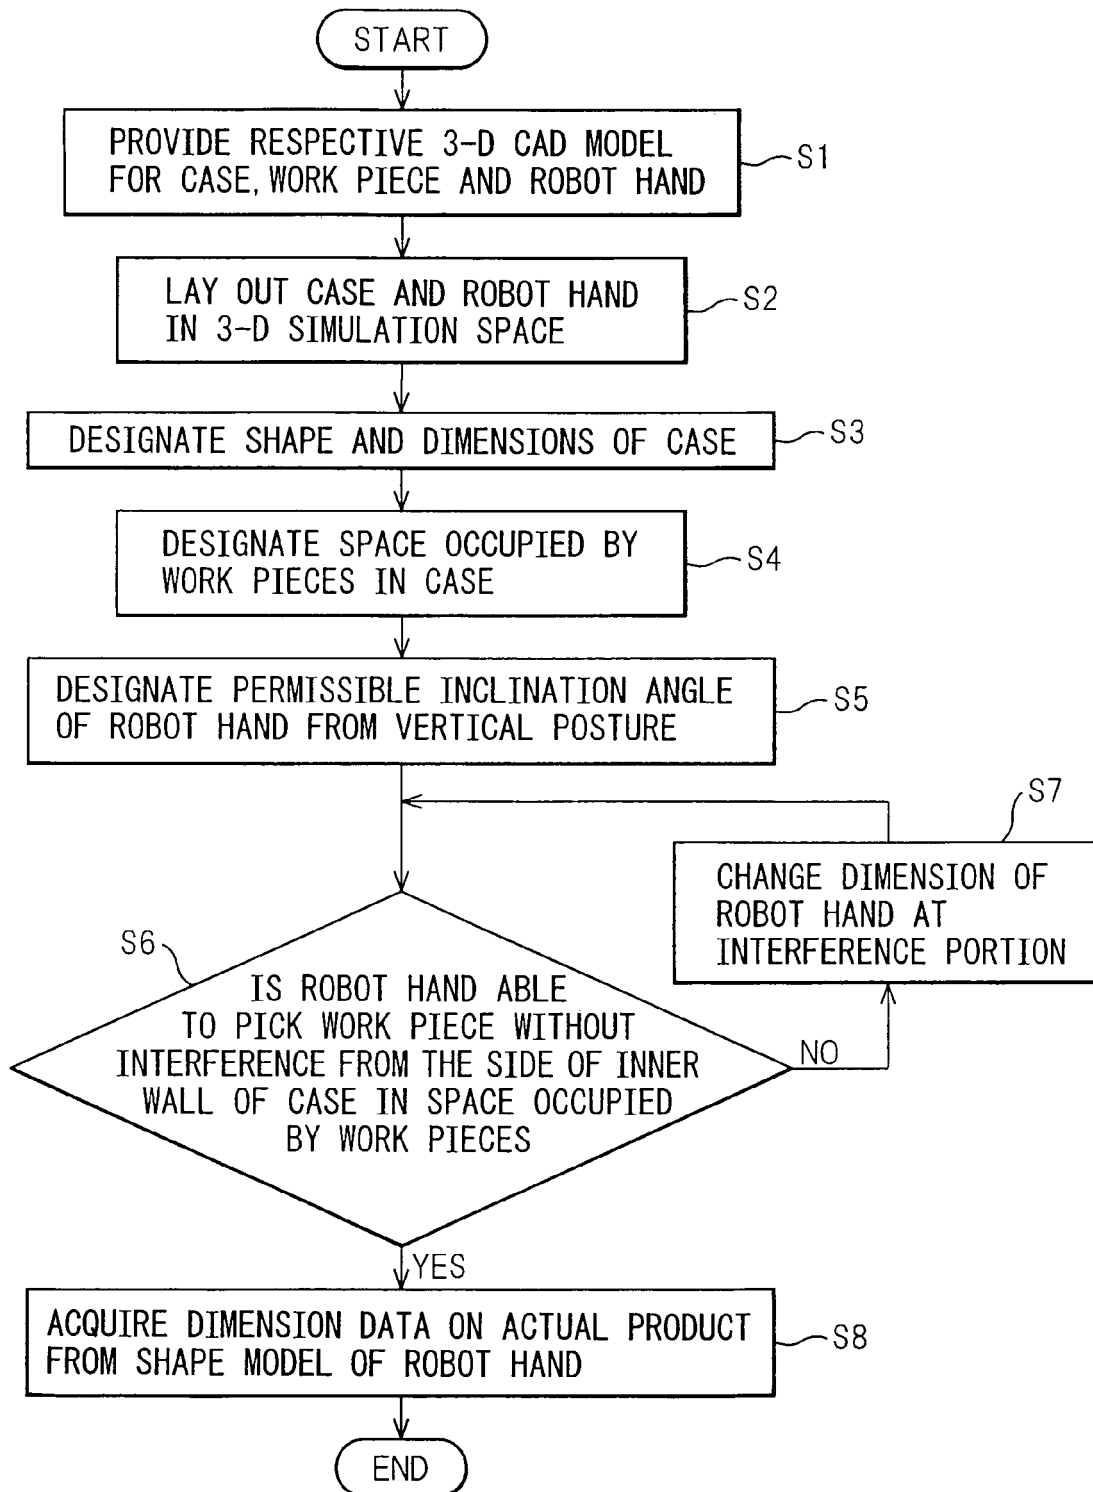 START
PROVIDE RESPECTIVE 3-D CAD MODEL
FOR CASE, WORK PIECE AND ROBOT HAND
S1
LAY OUT CASE AND ROBOT HAND
IN 3-D SIMULATION SPACE
S2
DESIGNATE SHAPE AND DIMENSIONS OF CASE
S3
DESIGNATE SPACE OCCUPIED BY
WORK PIECES IN CASE
S4
DESIGNATE PERMISSIBLE INCLINATION ANGLE
OF ROBOT HAND FROM VERTICAL POSTURE
S5
S7
CHANGE DIMENSION OF
ROBOT HAND AT
INTERFERENCE PORTION
S6
IS ROBOT HAND ABLE
TO PICK WORK PIECE WITHOUT
INTERFERENCE FROM THE SIDE OF INNER
WALL OF CASE IN SPACE OCCUPIED
BY WORK PIECES
NO
YES
ACQUIRE DIMENSION DATA ON ACTUAL PRODUCT
FROM SHAPE MODEL OF ROBOT HAND
S8
END